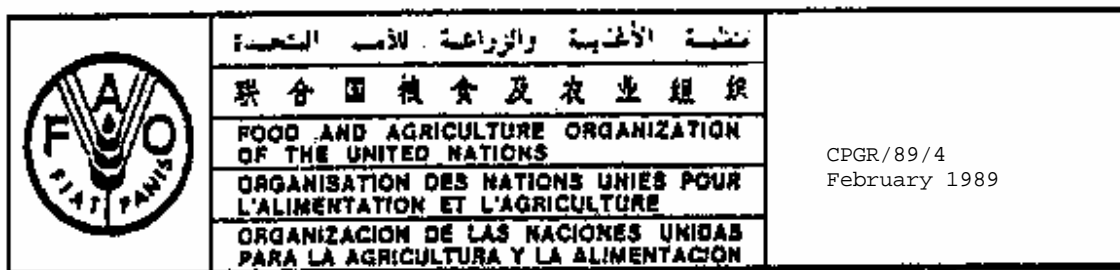 FAO
FIAT PANIS
منظمة الأغذية والزراعة للأمم المتحدة
联合国粮食及农业组织
FOOD AND AGRICULTURE ORGANIZATION
OF THE UNITED NATIONS
ORGANISATION DES NATIONS UNIES POUR
L'ALIMENTATION ET L'AGRICULTURE
ORGANIZACION DE LAS NACIONES UNIDAS
PARA LA AGRICULTURA Y LA ALIMENTACION
CPGR/89/4
February 1989